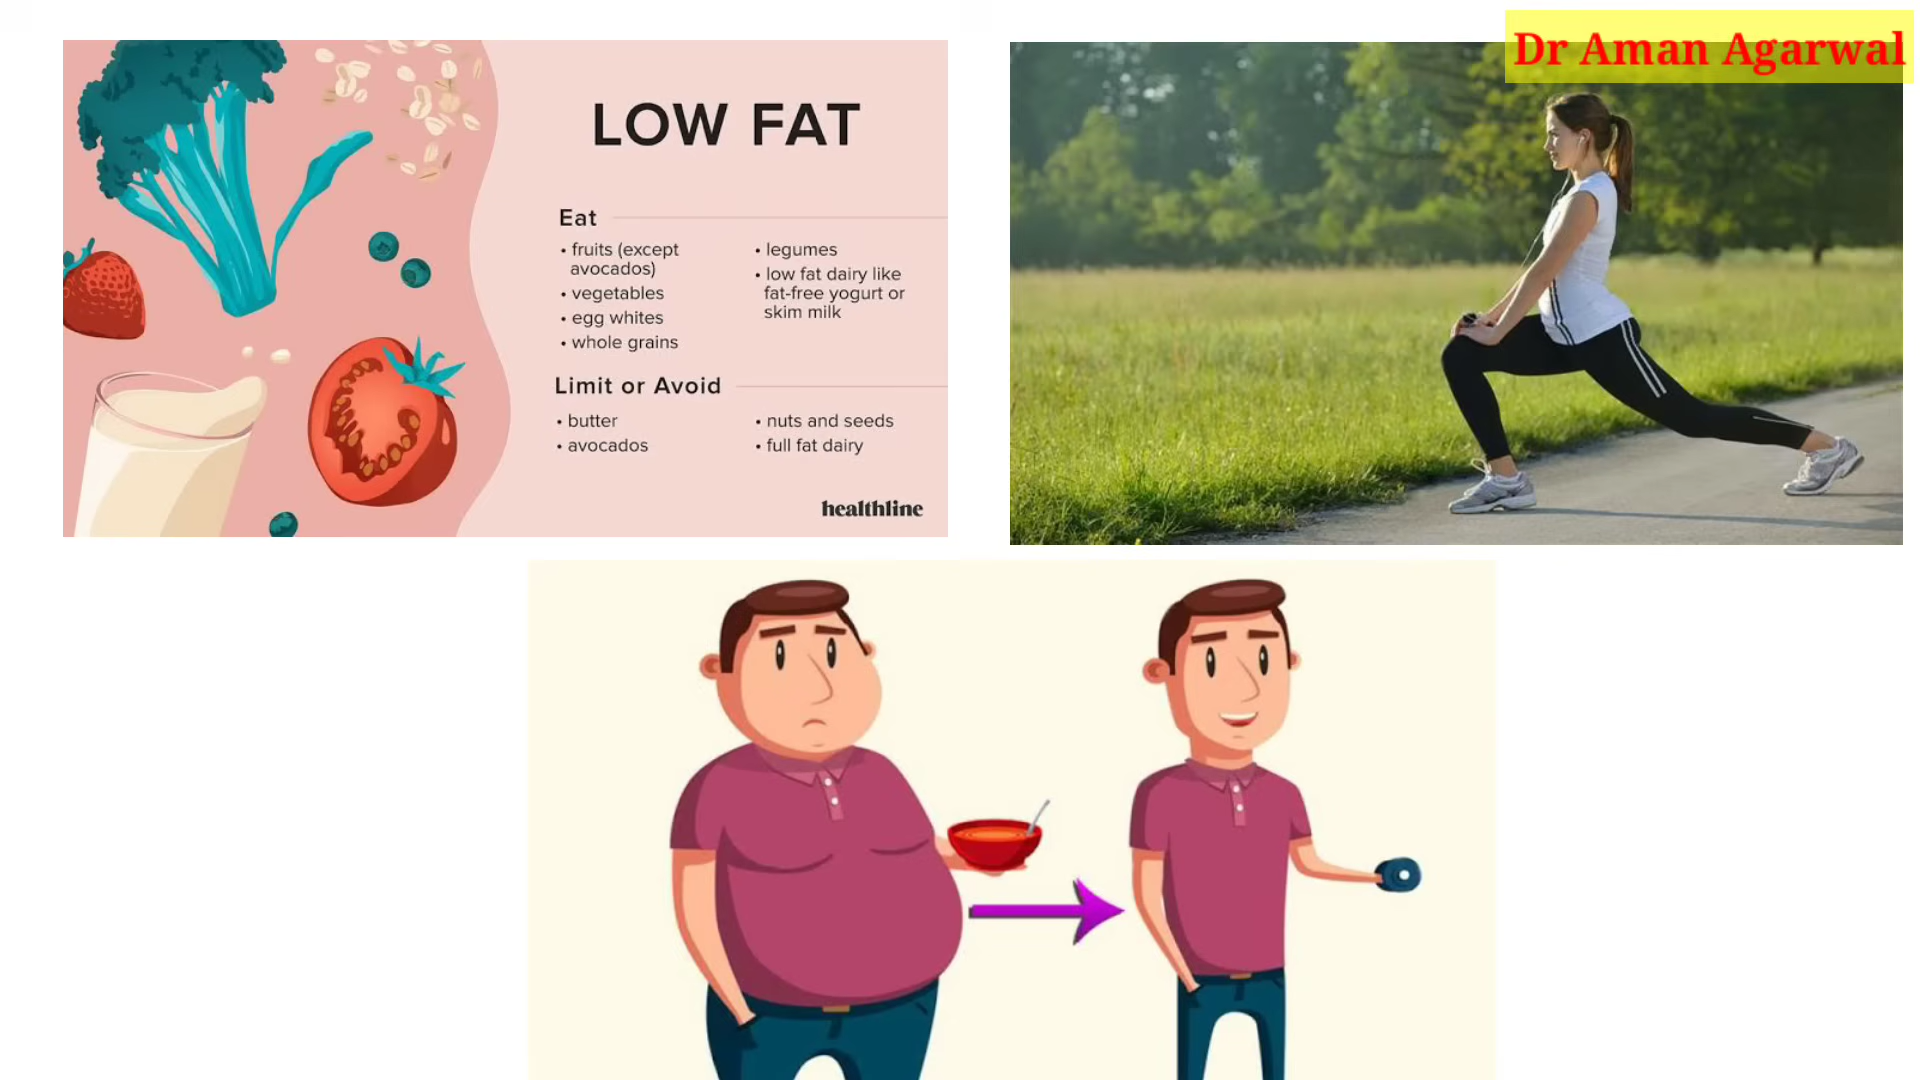 Dr Aman Agarwal
LOW FAT
Eat
• fruits (except
avocados)
• vegetables
• egg whites
• whole grains
• legumes
• low fat dairy like
fat-free yogurt or
skim milk
Limit or Avoid
• butter
• avocados
• nuts and seeds
• full fat dairy
healthline